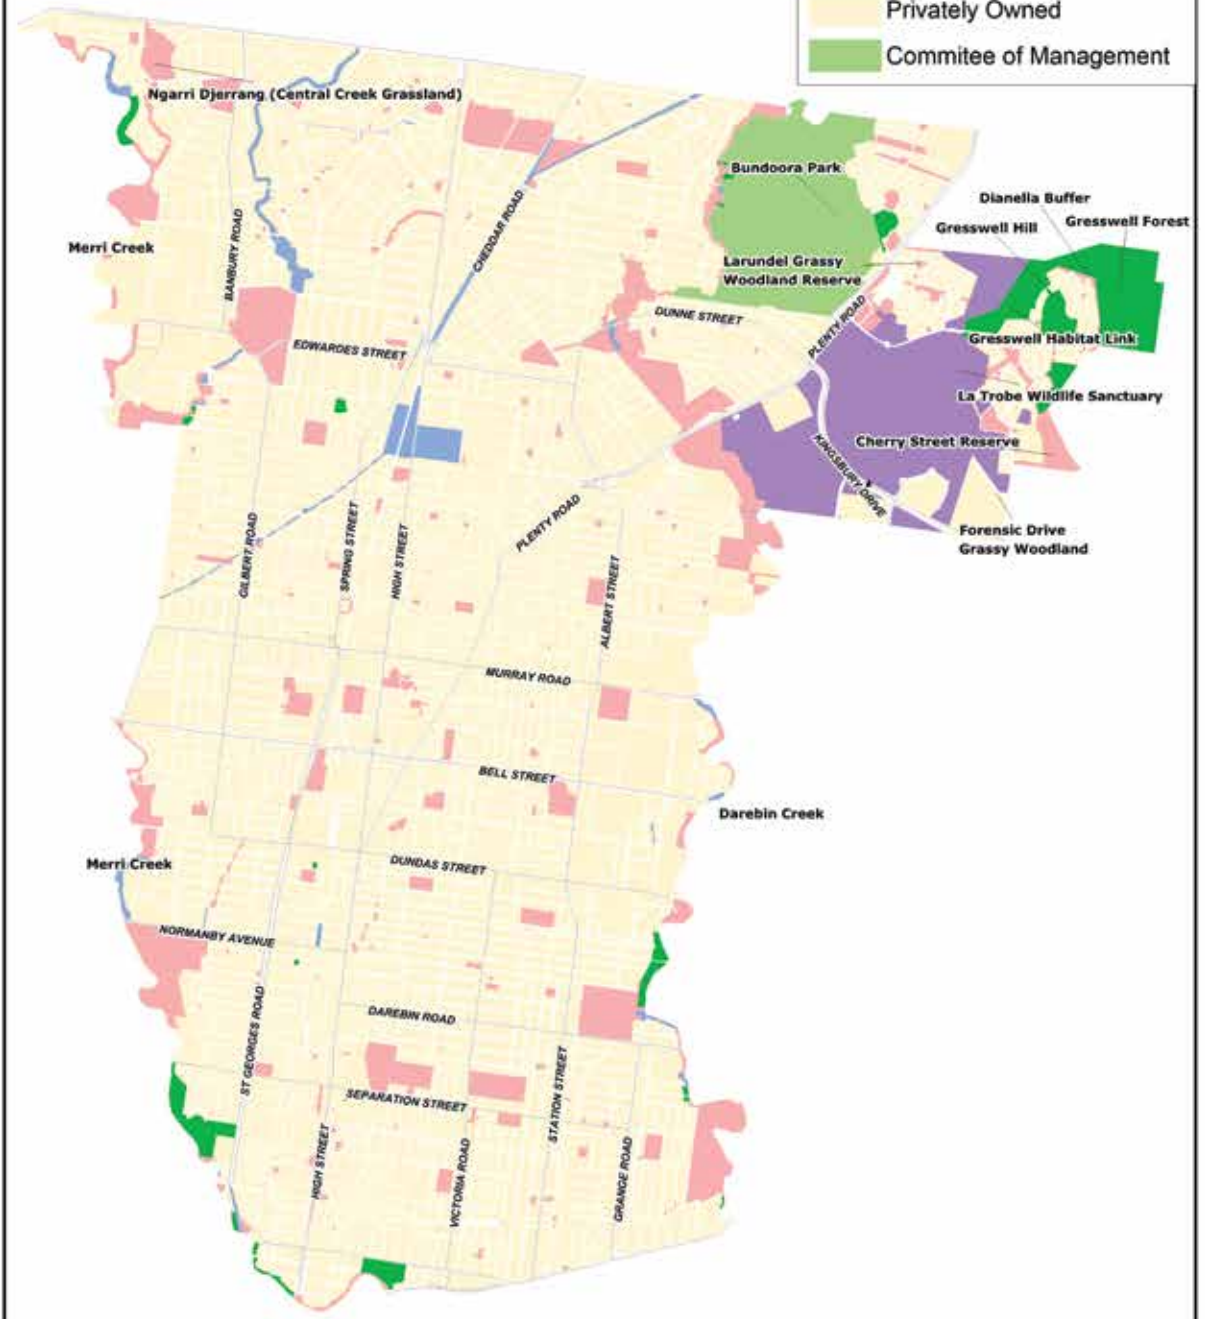 Privately Owned
Commitee of Management
Ngarri Djerrang (Central Creek Grassland)
Bundoora Park
Dianella Buffer
Gresswell Hill
Gresswell Forest
Merri Creek
BANBURY ROAD
CHEDDAR ROAD
Larundel Grassy
Woodland Reserve
DUNNE STREET
PLENTY ROAD
EDWARDES STREET
Gresswell Habitat Link
La Trobe Wildlife Sanctuary
Cherry Street Reserve
KINGSBURY DRIVE
PLENTY ROAD
Forensic Drive
Grassy Woodland
GILBERT ROAD
SPRING STREET
HIGH STREET
ALBERT STREET
MURRAY ROAD
BELL STREET
Darebin Creek
Merri Creek
DUNDAS STREET
NORMANBY AVENUE
ST GEORGES ROAD
DAREBIN ROAD
SEPARATION STREET
STATION STREET
HIGH STREET
VICTORIA ROAD
GRANGE ROAD